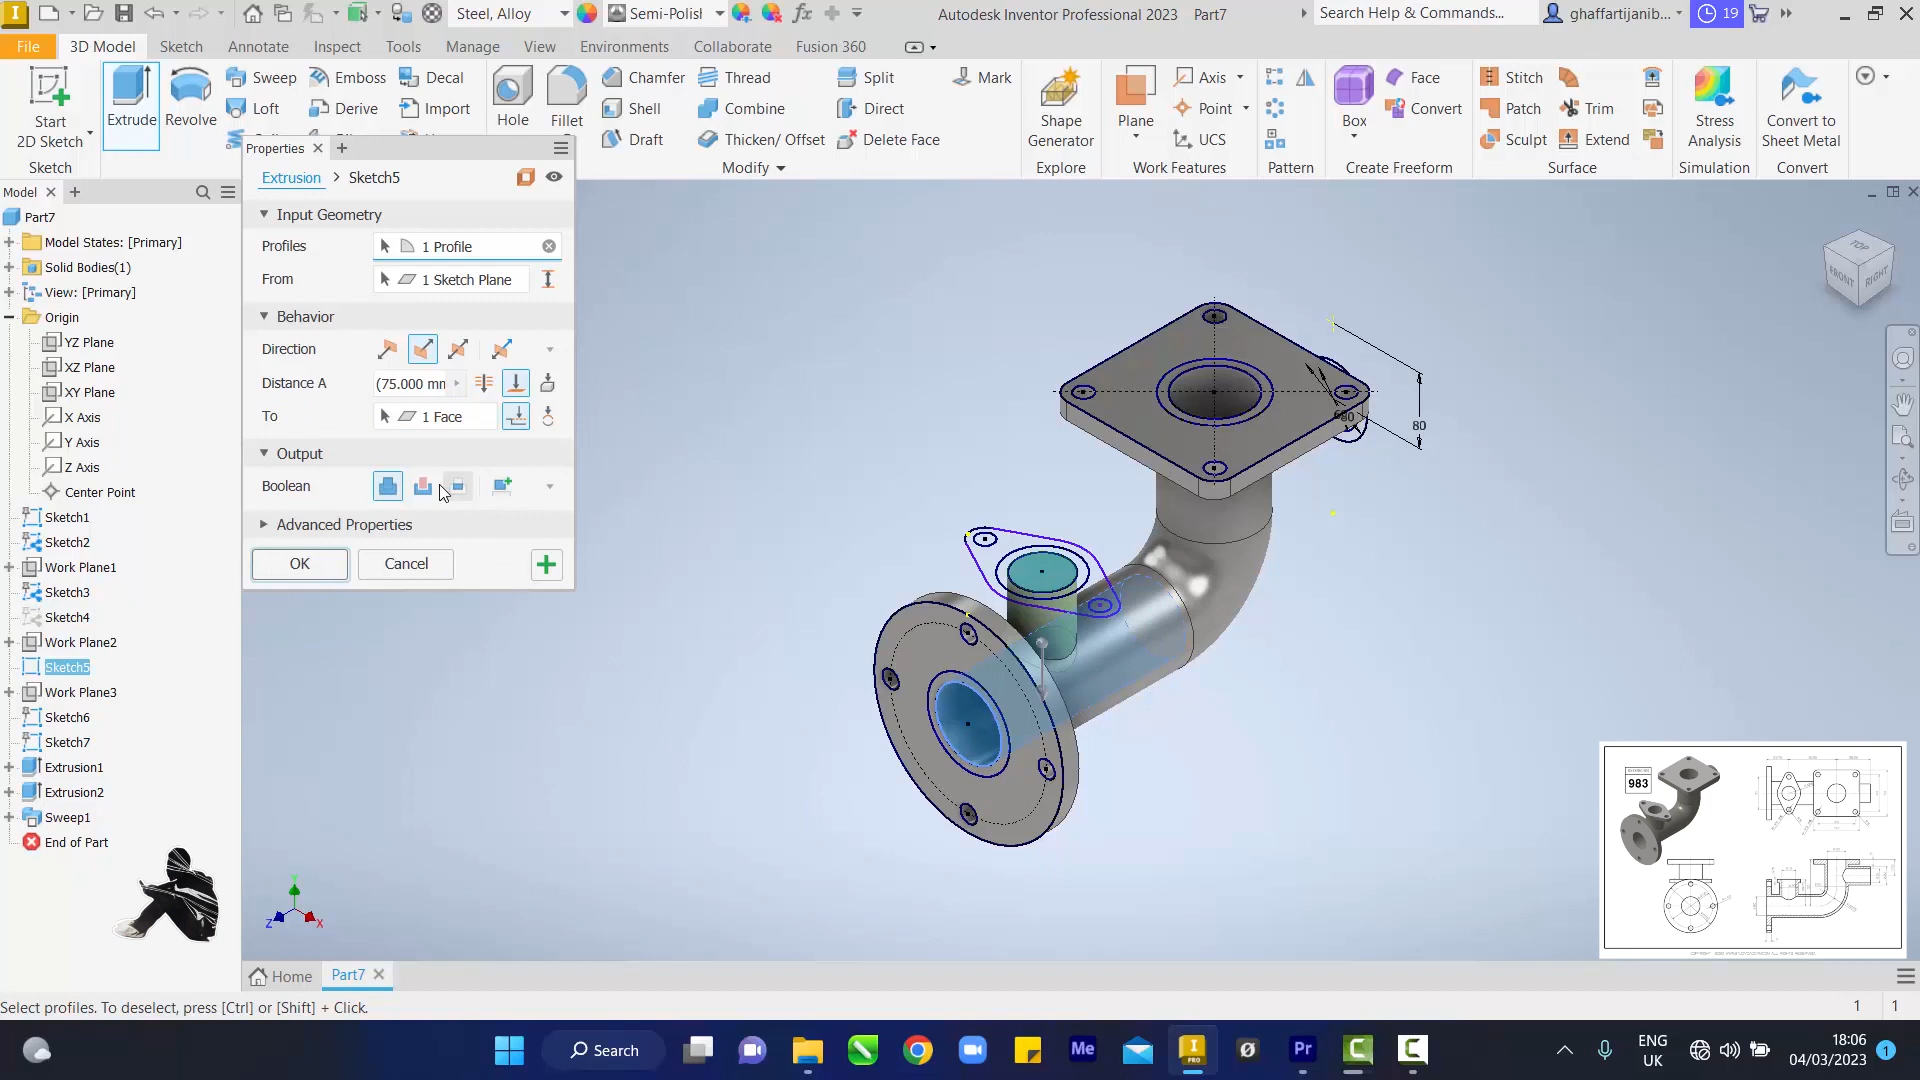 Steel, Alloy
Semi-Polisl
Autodesk Inventor Professional 2023 Part7
Search Help & Commands...
ghaffartijanib...
19
File
3D Model
Sketch
Annotate
Inspect
Tools
Manage
View
Environments
Collaborate
Fusion 360
Start
2D Sketch
Sketch
Extrude
Revolve
Sweep
Emboss
Decal
Loft
Derive
Import
Hole
Fillet
Chamfer
Thread
Split
Mark
Shell
Combine
Direct
Draft
Thicken/ Offset
Delete Face
Modify
Shape
Generator
Explore
Plane
Axis
Point
UCS
Work Features
Pattern
Box
Face
Convert
Create Freeform
Stitch
Patch
Trim
Sculpt
Extend
Surface
Stress
Analysis
Simulation
Convert to
Sheet Metal
Convert
Model
Part7
Model States: [Primary]
Solid Bodies(1)
View: [Primary]
Origin
YZ Plane
XZ Plane
XY Plane
X Axis
Y Axis
Z Axis
Center Point
Sketch1
Sketch2
Work Plane1
Sketch3
Sketch4
Work Plane2
Sketch5
Work Plane3
Sketch6
Sketch7
Extrusion1
Extrusion2
Sweep1
End of Part
Properties
Extrusion > Sketch5
Input Geometry
Profiles
1 Profile
From
1 Sketch Plane
Behavior
Direction
Distance A
(75.000 mm
To
1 Face
Output
Boolean
Advanced Properties
OK
Cancel
80
TOP
FRONT
RIGHT
Y
Z
X
983
Home
Part7
Select profiles. To deselect, press [Ctrl] or [Shift] + Click.
1
1
Search
Me
PRO
Pr
ENG
UK
18:06
04/03/2023
1